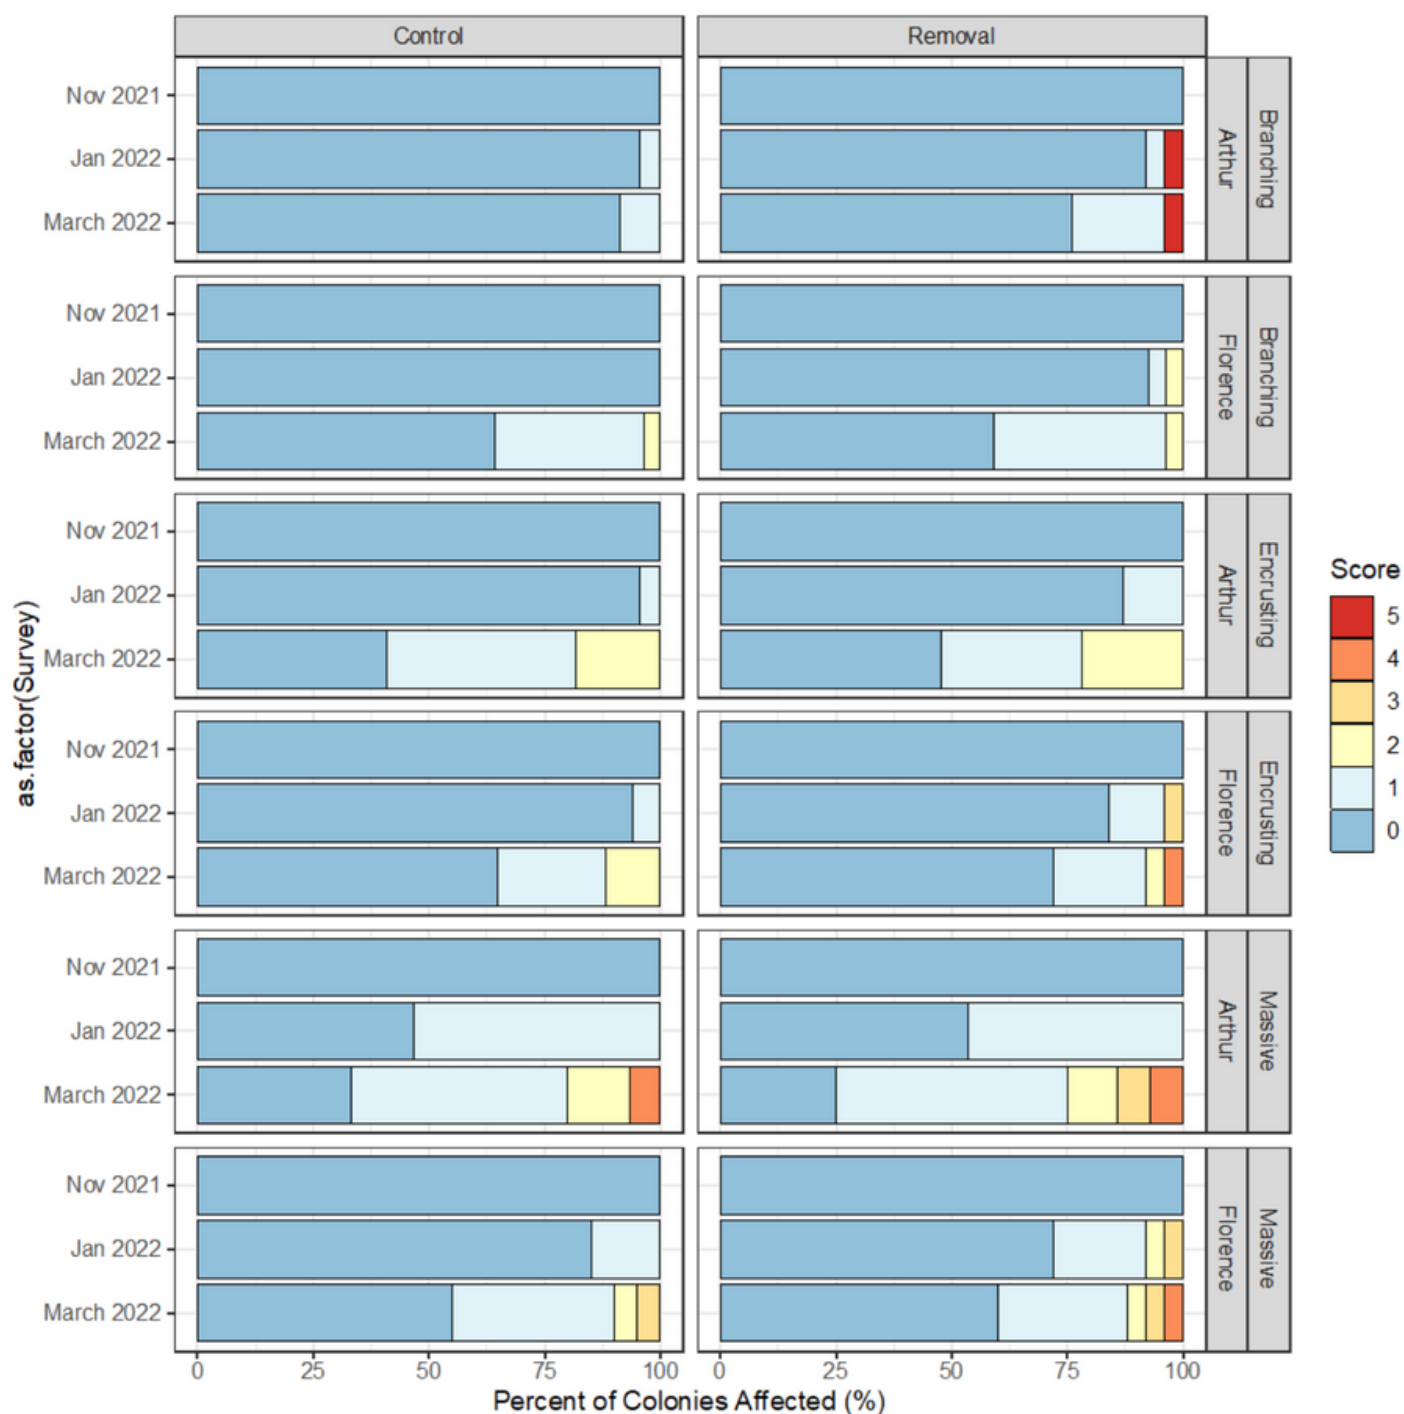 Control
Removal
Nov 2021
Jan 2022
March 2022
Arthur
Branching
Nov 2021
Jan 2022
March 2022
Florence
Branching
Nov 2021
Jan 2022
March 2022
Arthur
Encrusting
Nov 2021
Jan 2022
March 2022
Florence
Encrusting
Nov 2021
Jan 2022
March 2022
Arthur
Massive
Nov 2021
Jan 2022
March 2022
Florence
Massive
as.factor(Survey)
0 25 50 75 100
0 25 50 75 100
Percent of Colonies Affected (%)
Score
5
4
3
2
1
0